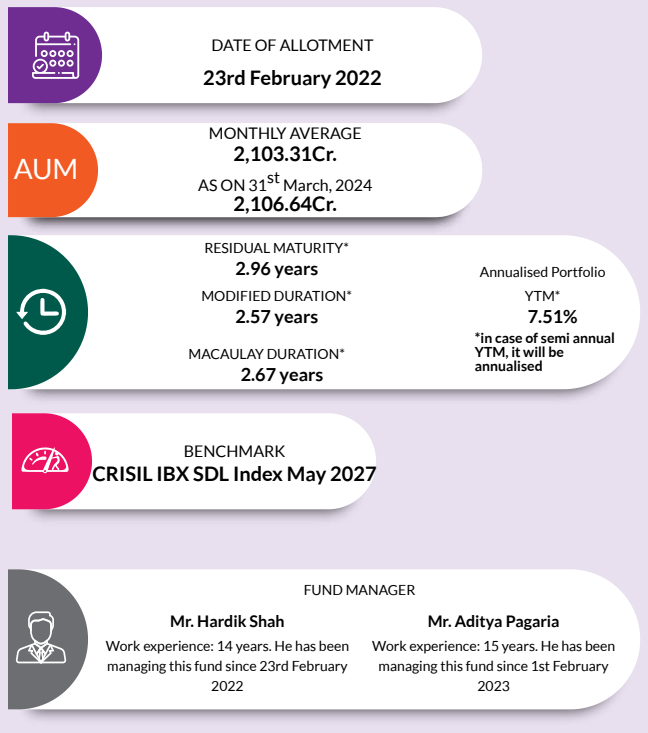 DATE OF ALLOTMENT
23rd February 2022
AUM
MONTHLY AVERAGE
2,103.31Cr.
AS ON 31st March, 2024
2,106.64Cr.
RESIDUAL MATURITY*
2.96 years
MODIFIED DURATION*
2.57 years
MACAULAY DURATION*
2.67 years
Annualised Portfolio
YTM*
7.51%
*in case of semi annual
YTM, it will be
annualised
BENCHMARK
CRISIL IBX SDL Index May 2027
FUND MANAGER
Mr. Hardik Shah
Work experience: 14 years. He has been
managing this fund since 23rd February
2022
Mr. Aditya Pagaria
Work experience: 15 years. He has been
managing this fund since 1st February
2023